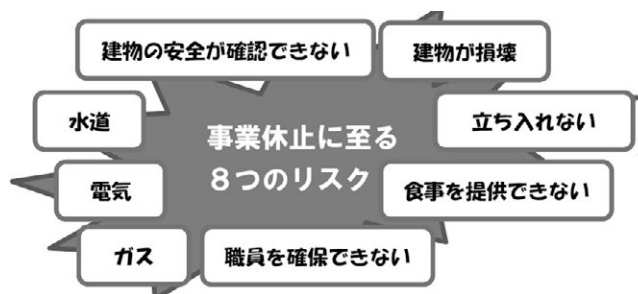 建物の安全が確認できない
建物が損壊
水道
事業休止に至る
8つのリスク
立ち入れない
電気
食事を提供できない
ガス
職員を確保できない